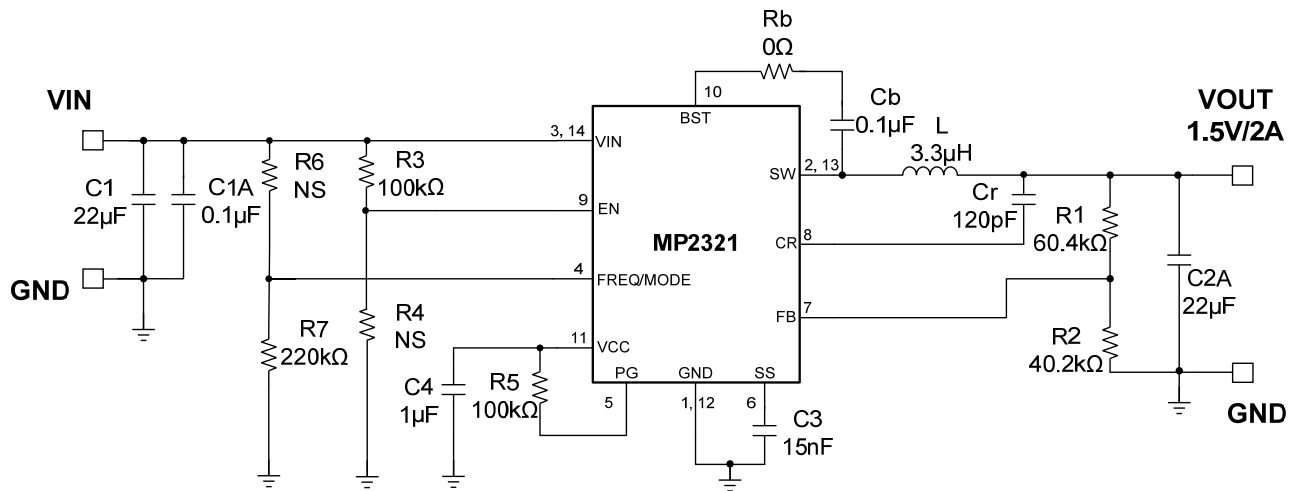 Rb
0Ω
10
BST
Cb
0.1µF
L
3.3µH
VIN
3, 14
VIN
R6
NS
R3
100kΩ
C1
22µF
C1A
0.1µF
9
EN
MP2321
SW
2, 13
Cr
120pF
CR
8
R1
60.4kΩ
VOUT
1.5V/2A
GND
4
FREQ/MODE
FB
7
C2A
22µF
R7
220kΩ
R4
NS
11
VCC
R2
40.2kΩ
C4
1µF
R5
100kΩ
PG
5
GND
1, 12
SS
6
C3
15nF
GND